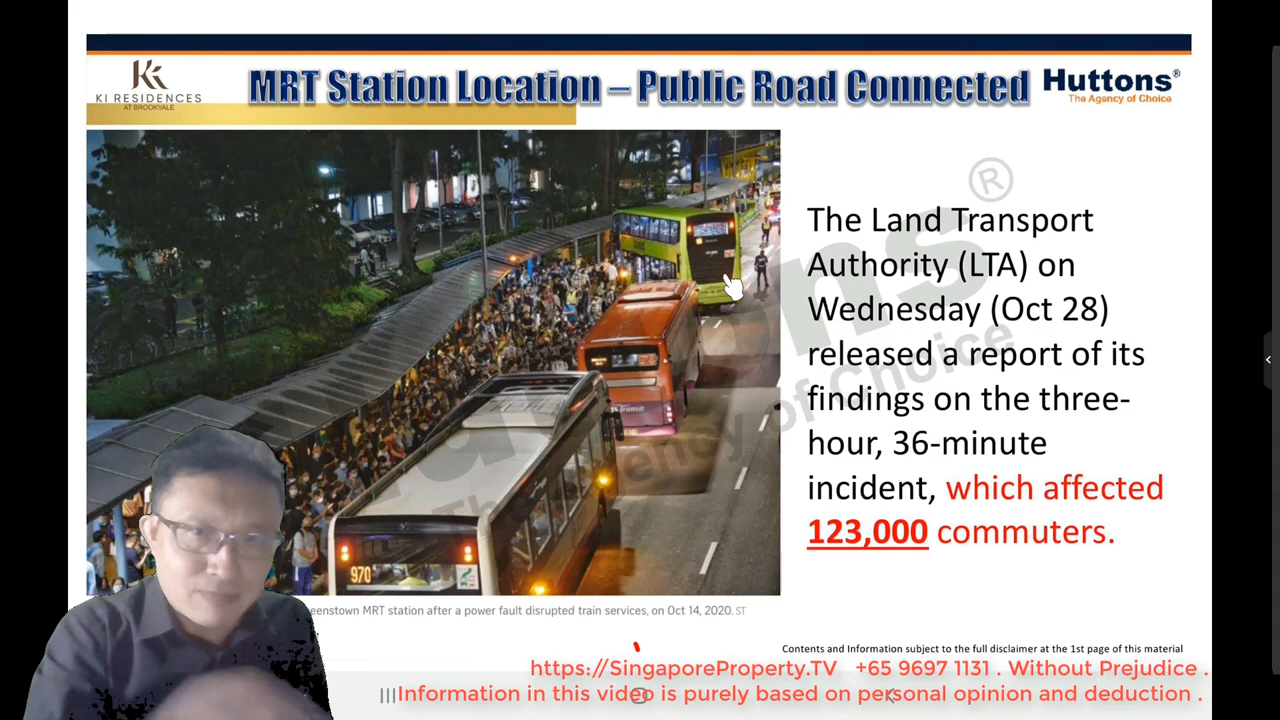 KI RESIDENCES
AT BROOKVALE
MRT Station Location – Public Road Connected
Huttons®
The Agency of Choice
The Land Transport
Authority (LTA) on
Wednesday (Oct 28)
released a report of its
findings on the three-
hour, 36-minute
incident, which affected
123,000 commuters.
970
eenstown MRT station after a power fault disrupted train services, on Oct 14, 2020. ST
Contents and Information subject to the full disclaimer at the 1st page of this material
https://SingaporeProperty.TV +65 9697 1131 . Without Prejudice .
Information in this video is purely based on personal opinion and deduction .